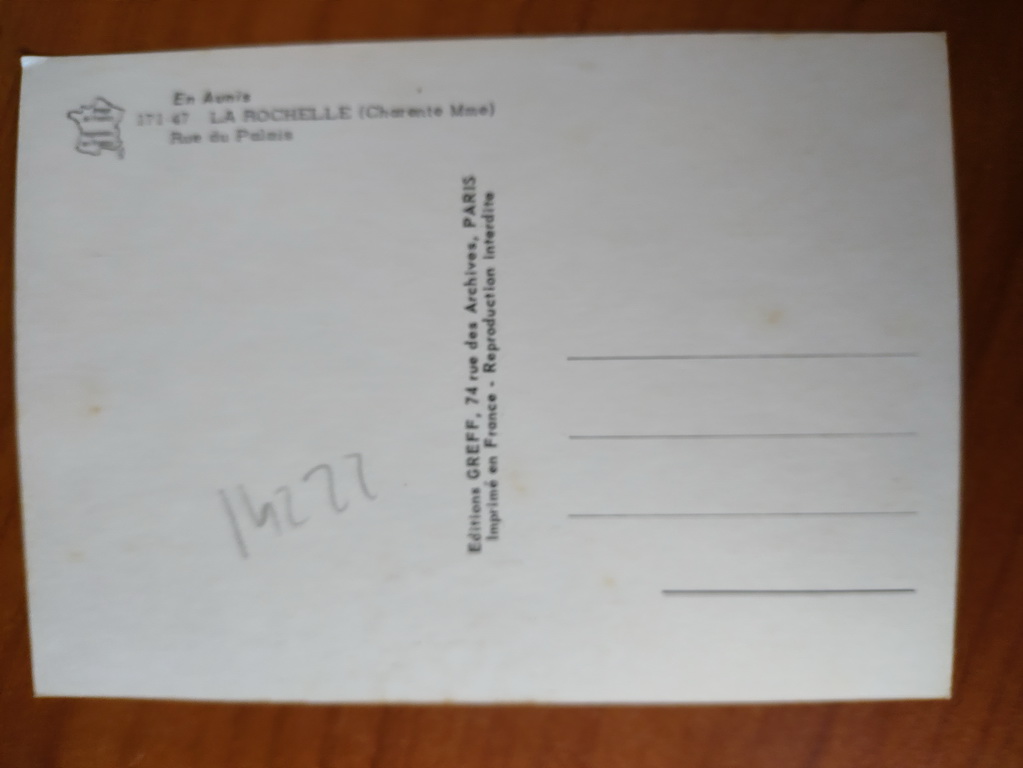 En Aunis
171-47 LA ROCHELLE (Charente Mme)
Rue du Palais
Editions GREFF, 74 rue des Archives, PARIS
Imprimé en France - Reproduction interdite